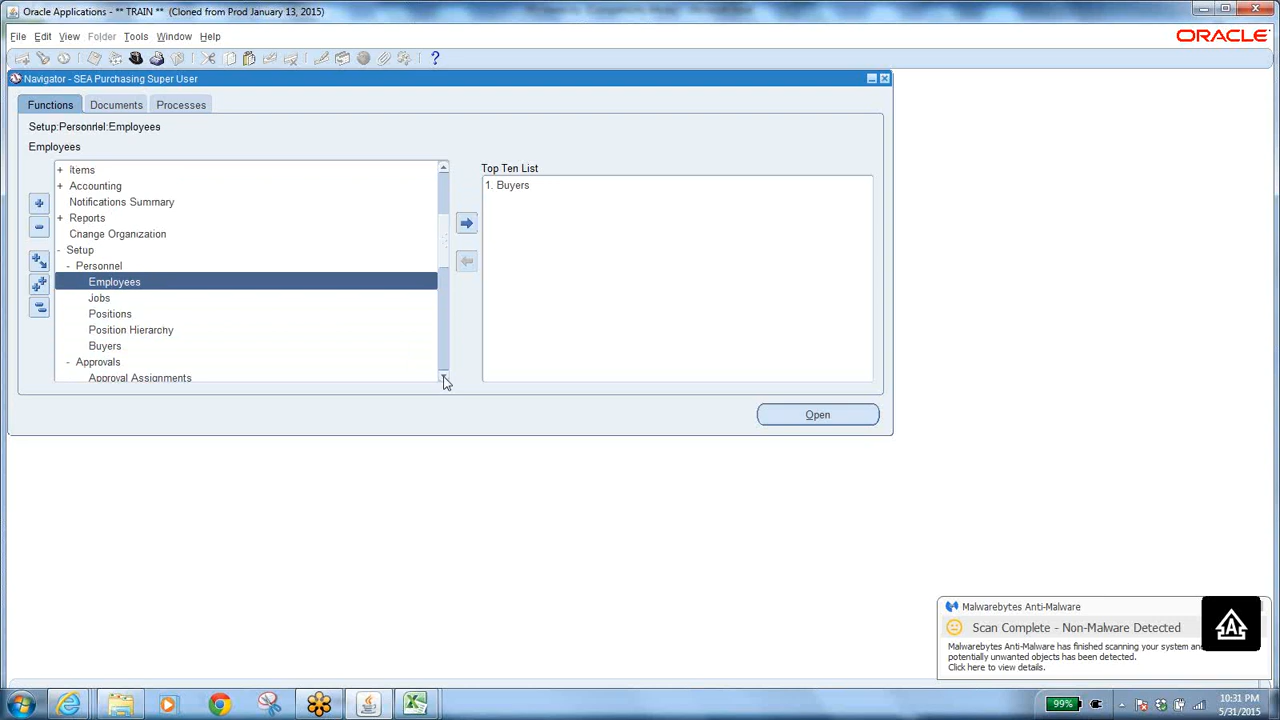 Oracle Applications - ** TRAIN ** (Cloned from Prod January 13, 2015)
File Edit View Folder Tools Window Help
ORACLE
Navigator - SEA Purchasing Super User
Functions Documents Processes
Setup:Personnel:Employees
Employees
+ Items
+ Accounting
Notifications Summary
+ Reports
Change Organization
- Setup
- Personnel
Employees
Jobs
Positions
Position Hierarchy
Buyers
- Approvals
Approval Assignments
Top Ten List
1. Buyers
Open
Malwarebytes Anti-Malware
Scan Complete - Non-Malware Detected
Malwarebytes Anti-Malware has finished scanning your system and
potentially unwanted objects has been detected.
Click here to view details.
A
99%
10:31 PM
5/31/2015